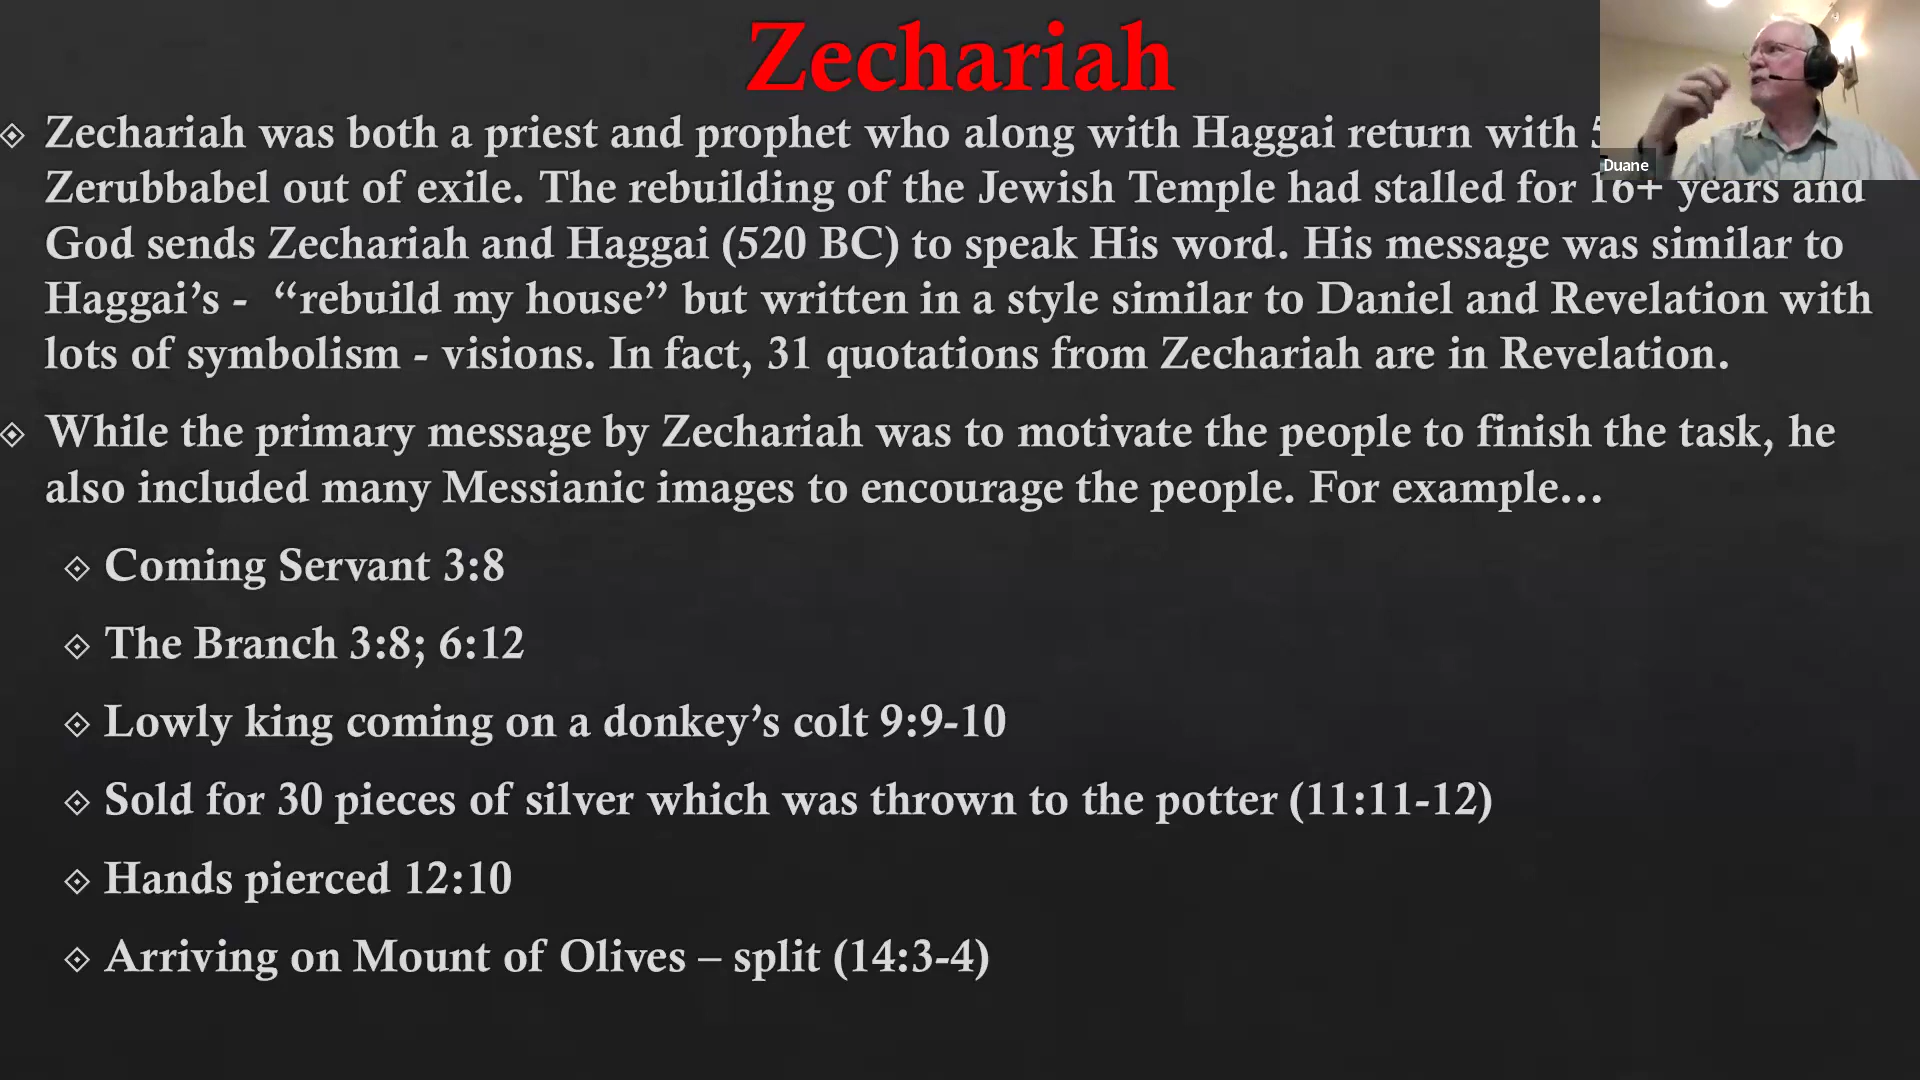 Zechariah
Zechariah was both a priest and prophet who along with Haggai return with
Duane
Zerubbabel out of exile. The rebuilding of the Jewish Temple had stalled for 16+ years and
God sends Zechariah and Haggai (520 BC) to speak His word. His message was similar to
Haggai’s -  “rebuild my house” but written in a style similar to Daniel and Revelation with
lots of symbolism - visions. In fact, 31 quotations from Zechariah are in Revelation.
While the primary message by Zechariah was to motivate the people to finish the task, he
also included many Messianic images to encourage the people. For example…
Coming Servant 3:8
The Branch 3:8; 6:12
Lowly king coming on a donkey’s colt 9:9-10
Sold for 30 pieces of silver which was thrown to the potter (11:11-12)
Hands pierced 12:10
Arriving on Mount of Olives – split (14:3-4)